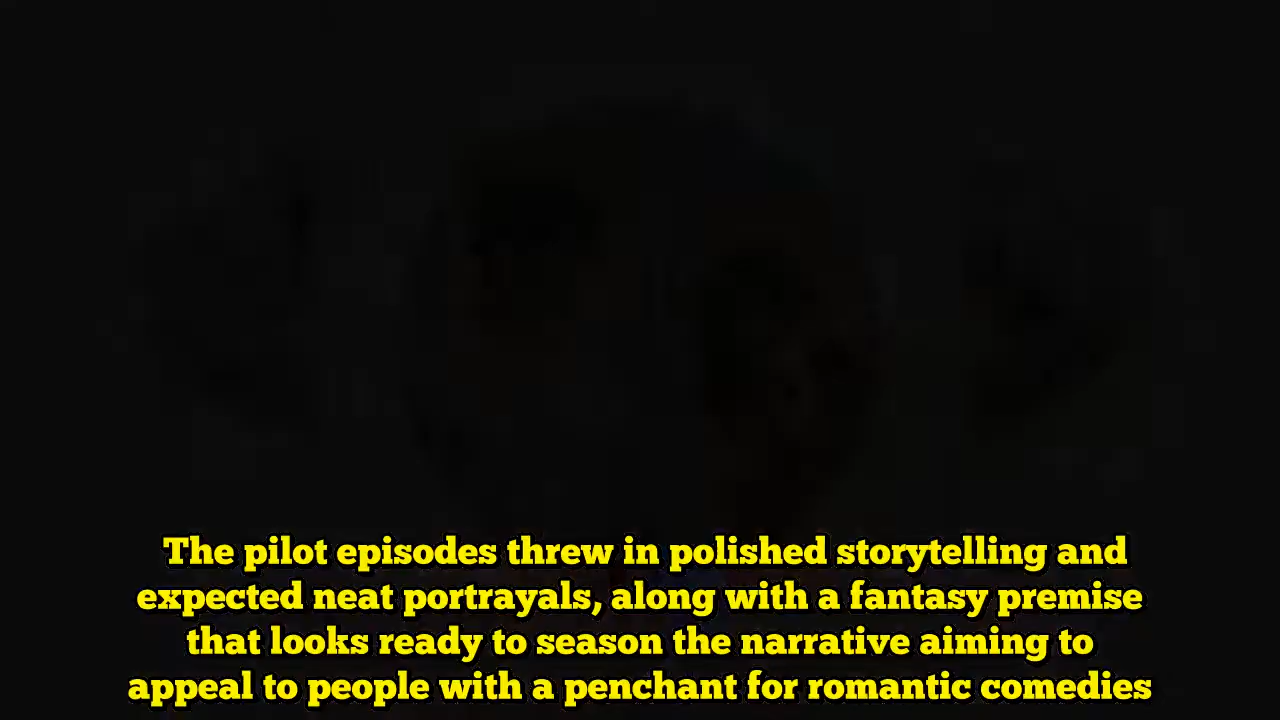 The pilot episodes threw in polished storytelling and
expected neat portrayals, along with a fantasy premise
that looks ready to season the narrative aiming to
appeal to people with a penchant for romantic comedies